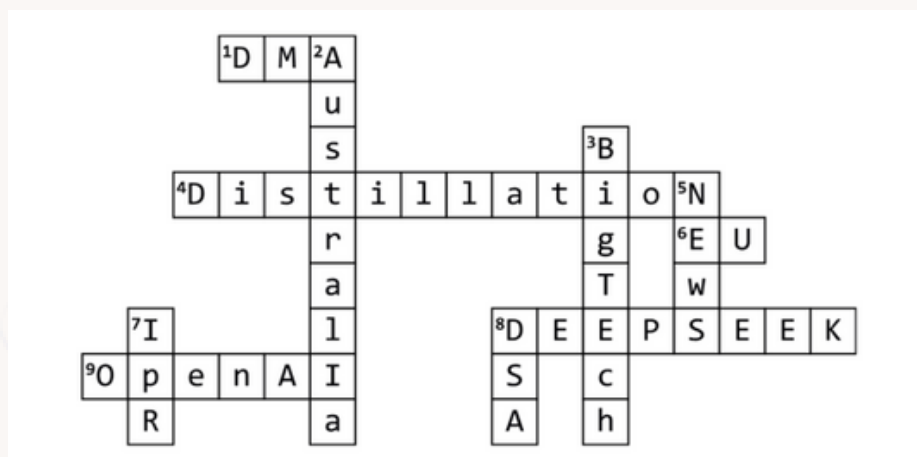 ¹D M ²A
u
s ³B
⁴D i s t i l l a t i o ⁵N
r g ⁶E U
a T w
⁷I l ⁸D E E P S E E K
⁹O p e n A I S c
R a A h